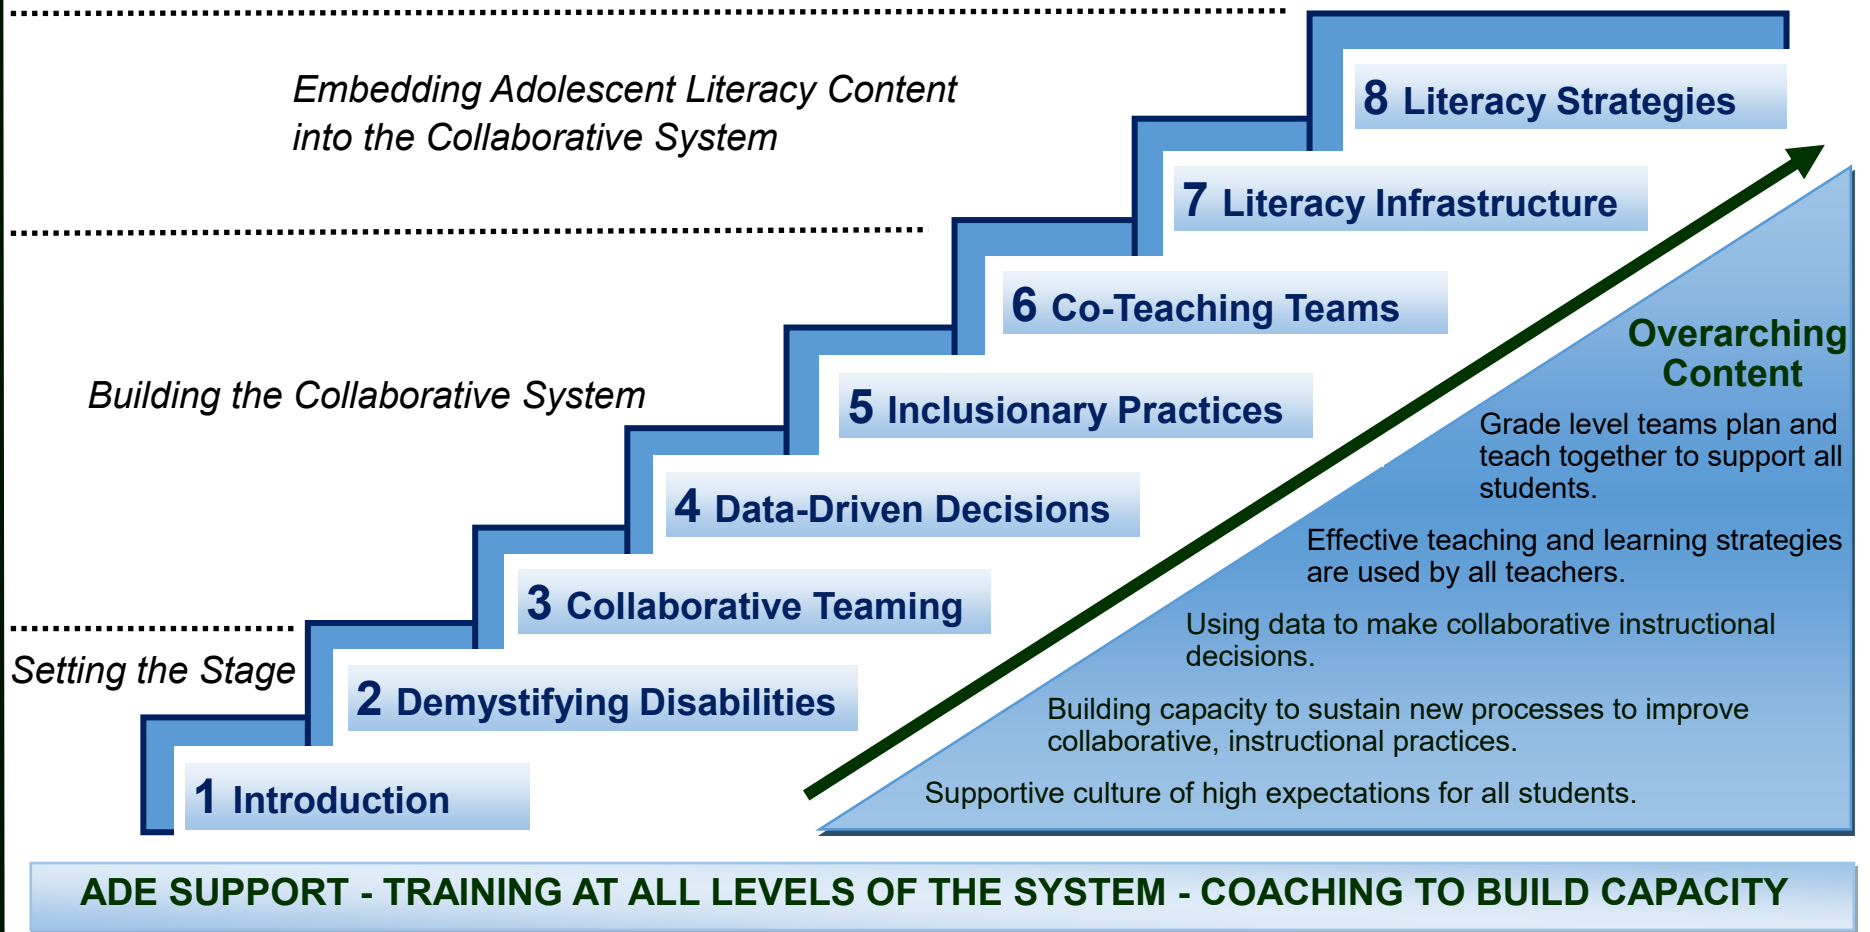 Embedding Adolescent Literacy Content
into the Collaborative System
8 Literacy Strategies
7 Literacy Infrastructure
6 Co-Teaching Teams
Building the Collaborative System
5 Inclusionary Practices
4 Data-Driven Decisions
3 Collaborative Teaming
Setting the Stage
2 Demystifying Disabilities
1 Introduction
Overarching
Content
Grade level teams plan and
teach together to support all
students.
Effective teaching and learning strategies
are used by all teachers.
Using data to make collaborative instructional
decisions.
Building capacity to sustain new processes to improve
collaborative, instructional practices.
Supportive culture of high expectations for all students.
ADE SUPPORT - TRAINING AT ALL LEVELS OF THE SYSTEM - COACHING TO BUILD CAPACITY